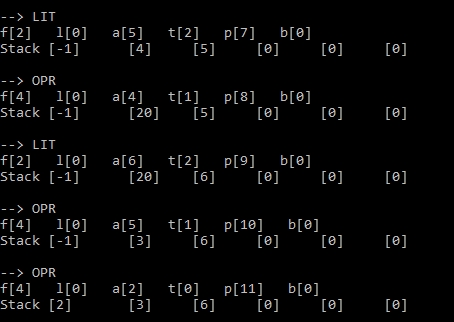 --> LIT
f[2] l[0] a[5] t[2] p[7] b[0]
Stack [-1] [4] [5] [0] [0] [0]
--> OPR
f[4] l[0] a[4] t[1] p[8] b[0]
Stack [-1] [20] [5] [0] [0] [0]
--> LIT
f[2] l[0] a[6] t[2] p[9] b[0]
Stack [-1] [20] [6] [0] [0] [0]
--> OPR
f[4] l[0] a[5] t[1] p[10] b[0]
Stack [-1] [3] [6] [0] [0] [0]
--> OPR
f[4] l[0] a[2] t[0] p[11] b[0]
Stack [2] [3] [6] [0] [0] [0]